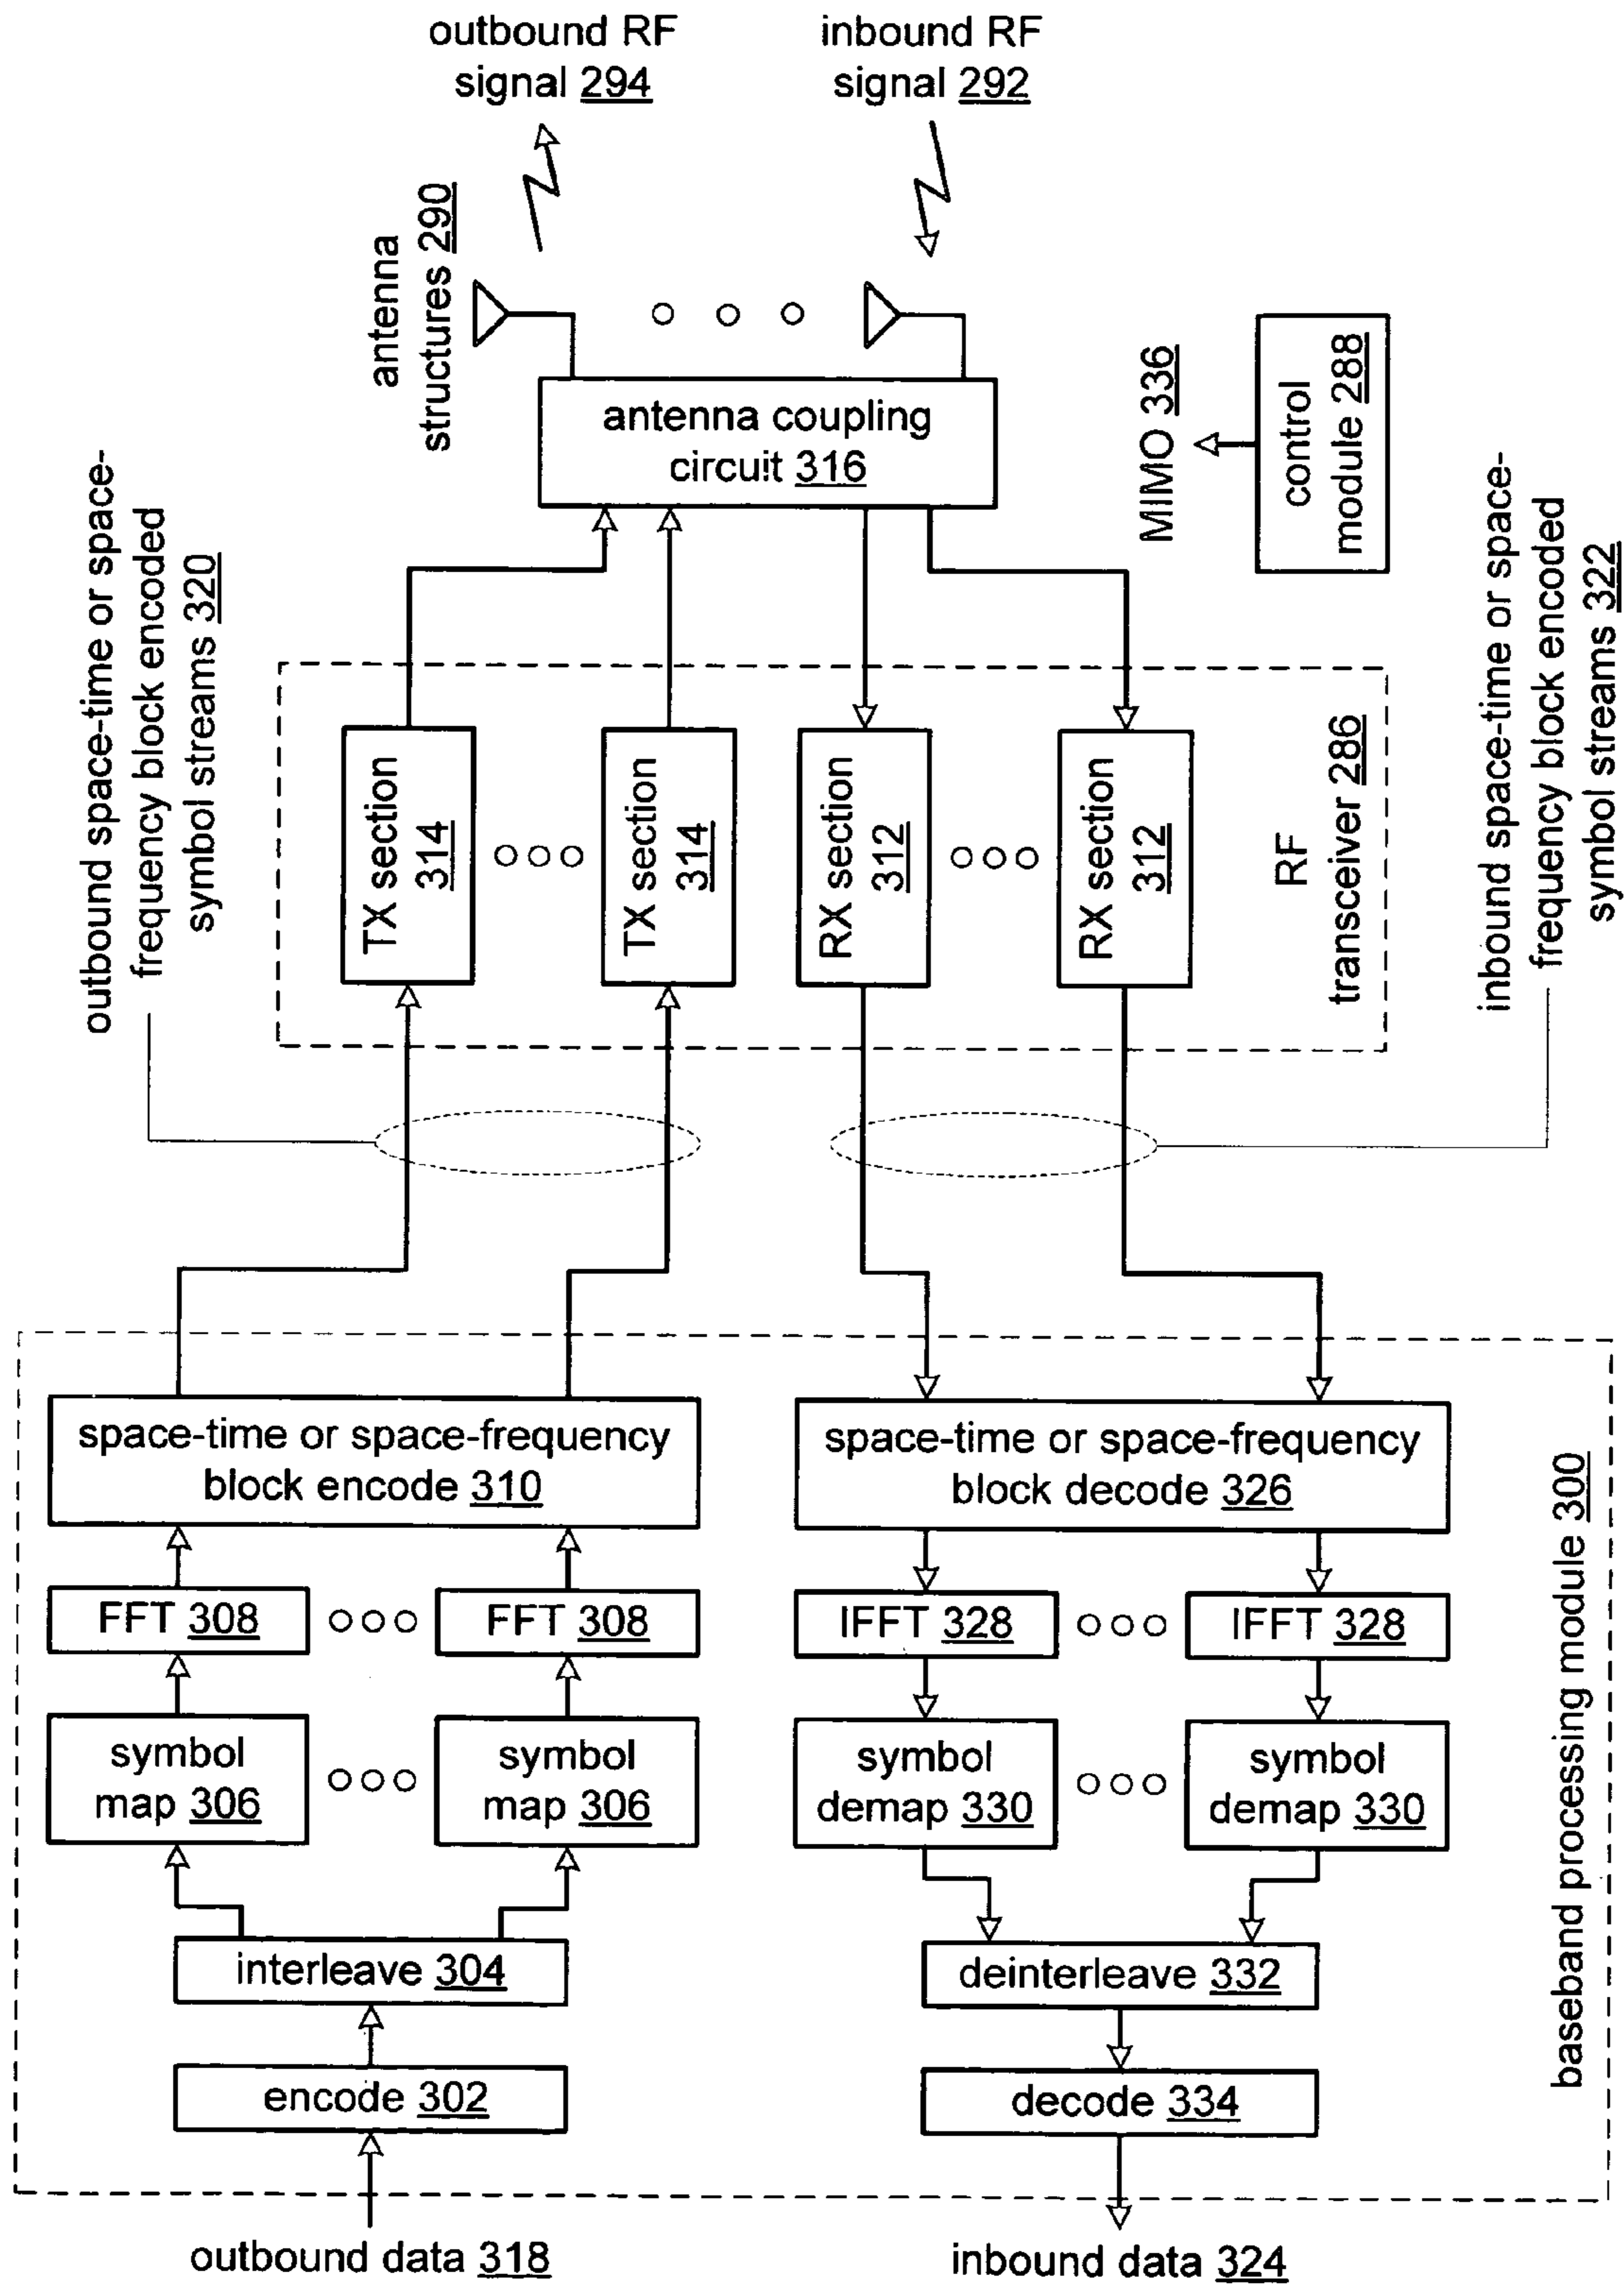 outbound RF
signal 294
inbound RF
signal 292
antenna
structures 290
antenna coupling
circuit 316
MIMO 336
control
module 288
outbound space-time or space-
frequency block encoded
symbol streams 320
inbound space-time or space-
frequency block encoded
symbol streams 322
TX section
314
TX section
314
RX section
312
RX section
312
RF
transceiver 286
space-time or space-frequency
block encode 310
space-time or space-frequency
block decode 326
FFT 308
FFT 308
IFFT 328
IFFT 328
symbol
map 306
symbol
map 306
symbol
demap 330
symbol
demap 330
interleave 304
deinterleave 332
encode 302
decode 334
baseband processing module 300
outbound data 318
inbound data 324